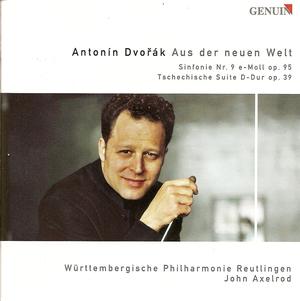 GENUIN
Antonín Dvořák Aus der neuen Welt
Sinfonie Nr. 9 e-Moll op. 95
Tschechische Suite D-Dur op. 39
Württembergische Philharmonie Reutlingen
John Axelrod